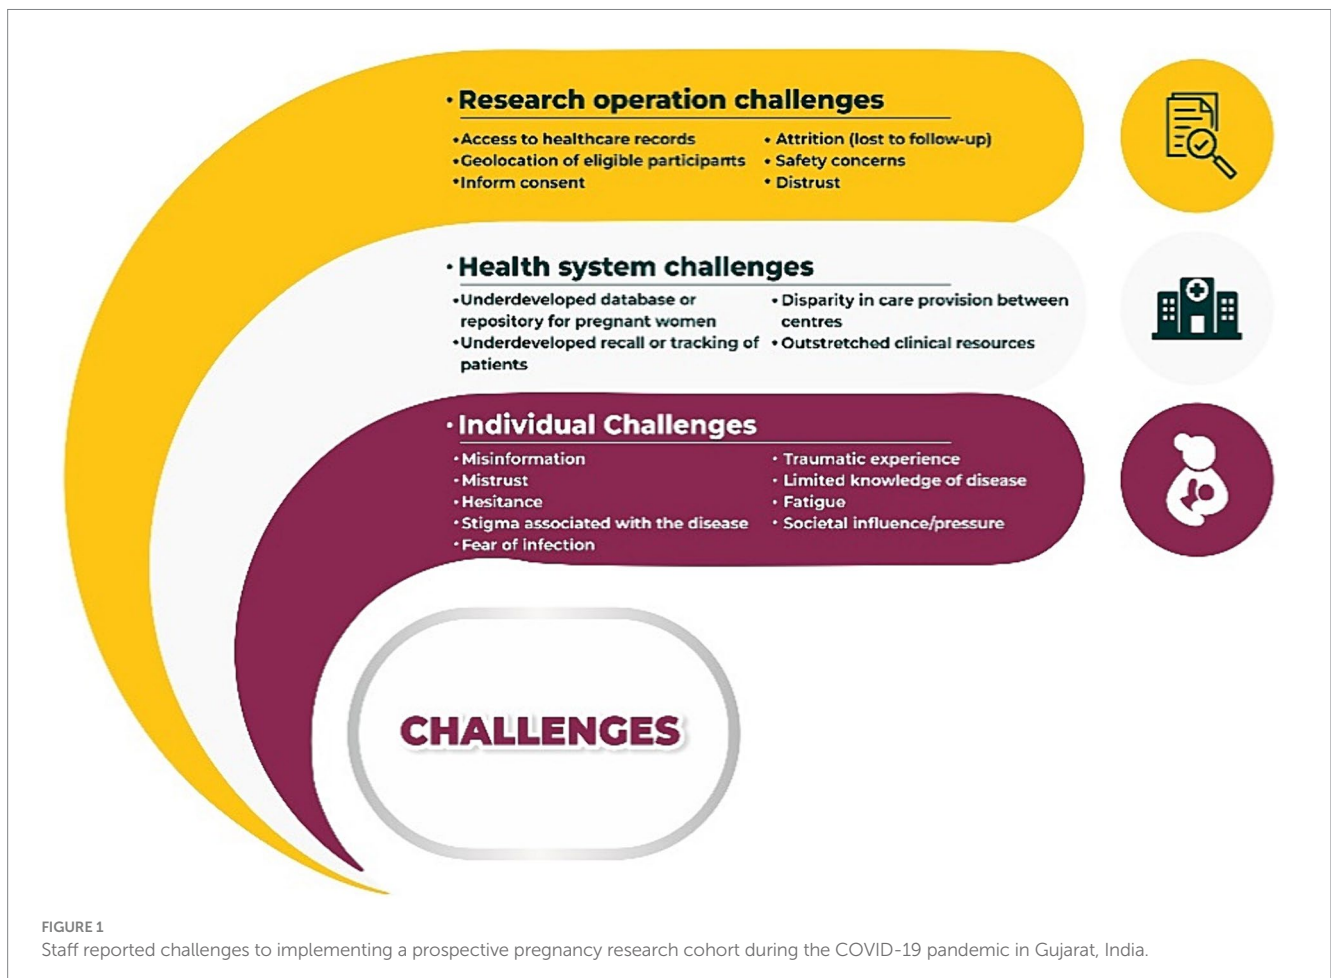 • Research operation challenges
•Access to healthcare records
•Geolocation of eligible participants
•Inform consent
• Attrition (lost to follow-up)
• Safety concerns
• Distrust
• Health system challenges
•Underdeveloped database or
repository for pregnant women
•Underdeveloped recall or tracking of
patients
• Disparity in care provision between
centres
• Outstretched clinical resources
• Individual Challenges
• Misinformation
• Mistrust
• Hesitance
• Stigma associated with the disease
• Fear of infection
• Traumatic experience
• Limited knowledge of disease
• Fatigue
• Societal influence/pressure
CHALLENGES
FIGURE 1
Staff reported challenges to implementing a prospective pregnancy research cohort during the COVID-19 pandemic in Gujarat, India.